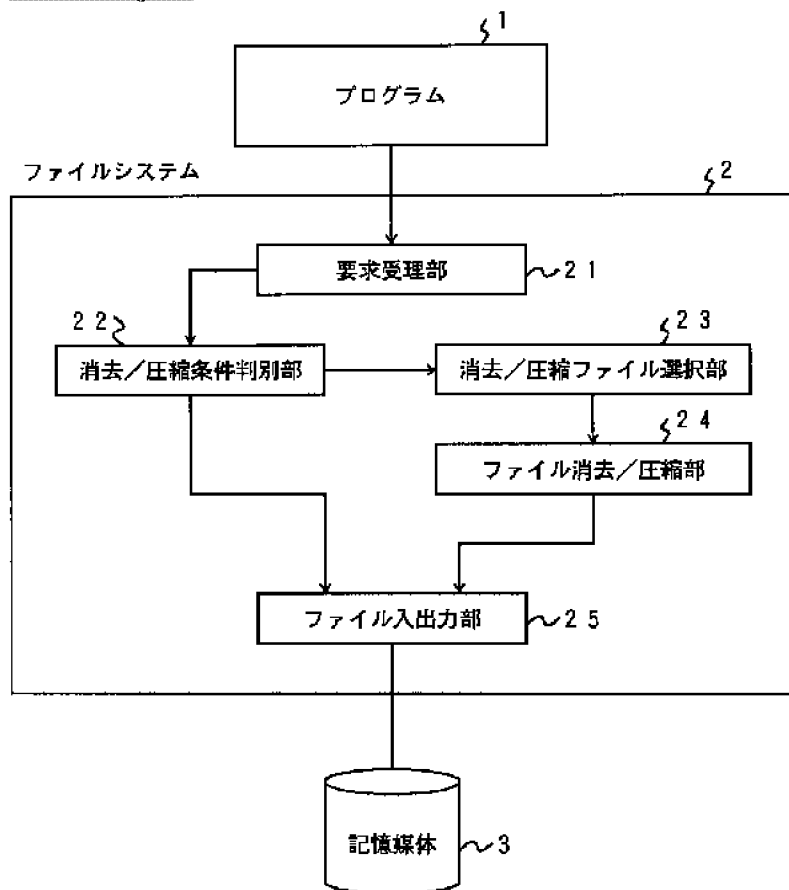 1
プログラム
ファイルシステム
2
要求受理部
21
22
消去／圧縮条件判別部
23
消去／圧縮ファイル選択部
24
ファイル消去／圧縮部
ファイル入出力部
25
記憶媒体
3